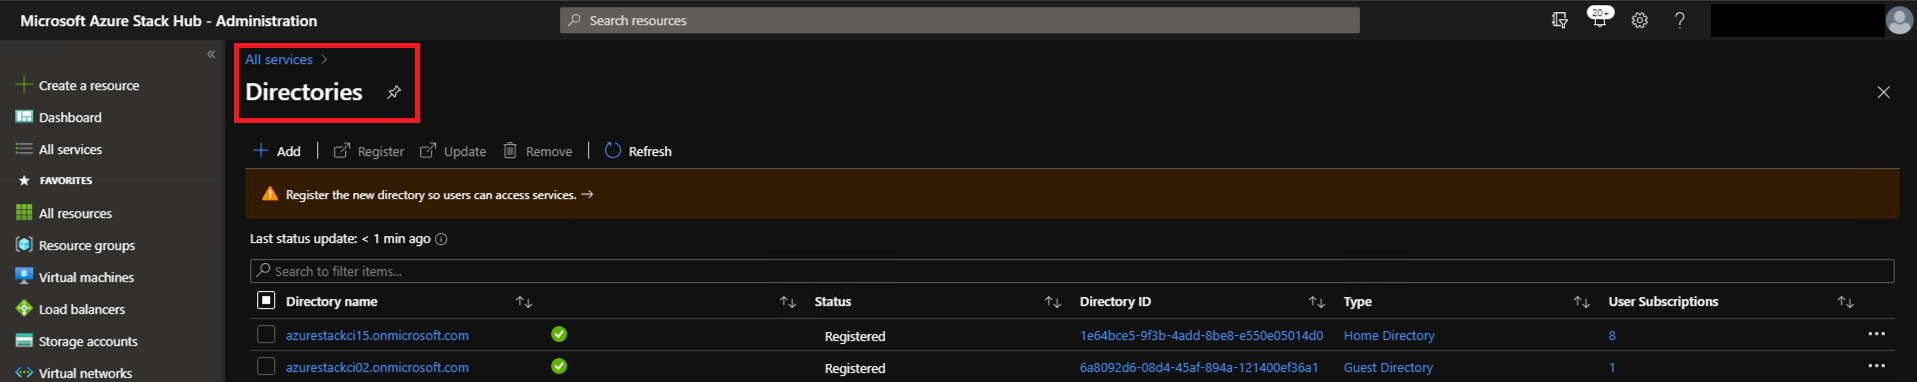 Microsoft Azure Stack Hub - Administration
Search resources
20+
Create a resource
Dashboard
All services
FAVORITES
All resources
Resource groups
Virtual machines
Load balancers
Storage accounts
Virtual networks
All services >
Directories
Add
Register
Update
Remove
Refresh
Register the new directory so users can access services. →
Last status update: < 1 min ago
Search to filter items...
Directory name Status Directory ID Type User Subscriptions
azurestackci15.onmicrosoft.com Registered 1e64bce5-9f3b-4add-8be8-e550e05014d0 Home Directory 8
azurestackci02.onmicrosoft.com Registered 6a8092d6-08d4-45af-894a-121400ef36a1 Guest Directory 1